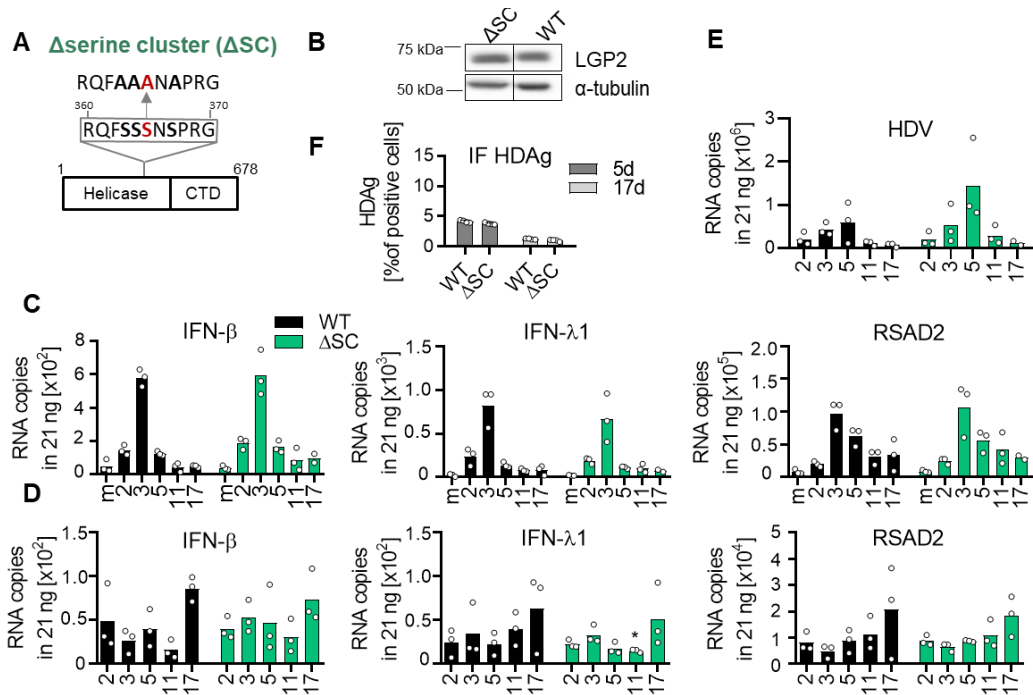 A
Δserine cluster (ΔSC)
RQFAAANAPRG
360
370
RQFSSSNSPRG
1
678
Helicase
CTD
B
ΔSC
WT
75 kDa
LGP2
50 kDa
α-tubulin
F
IF HDAg
HDAg
[%of positive cells]
15
10
5
0
5d
17d
WT
ΔSC
WT
ΔSC
E
HDV
RNA copies
in 21 ng [x10⁶]
3
2
1
0
2 3 5 11 17
2 3 5 11 17
C
IFN-β
WT
ΔSC
RNA copies
in 21 ng [x10²]
8
6
4
2
0
m 2 3 5 11 17
m 2 3 5 11 17
IFN-λ1
RNA copies
in 21 ng [x10³]
1.5
1.0
0.5
0
m 2 3 5 11 17
m 2 3 5 11 17
RSAD2
RNA copies
in 21 ng [x10⁵]
2.0
1.5
1.0
0.5
0
m 2 3 5 11 17
m 2 3 5 11 17
D
IFN-β
RNA copies
in 21 ng [x10²]
1.5
1.0
0.5
0
2 3 5 11 17
2 3 5 11 17
IFN-λ1
RNA copies
in 21 ng [x10²]
1.5
1.0
0.5
0
*
2 3 5 11 17
2 3 5 11 17
RSAD2
RNA copies
in 21 ng [x10⁴]
5
4
3
2
1
0
2 3 5 11 17
2 3 5 11 17